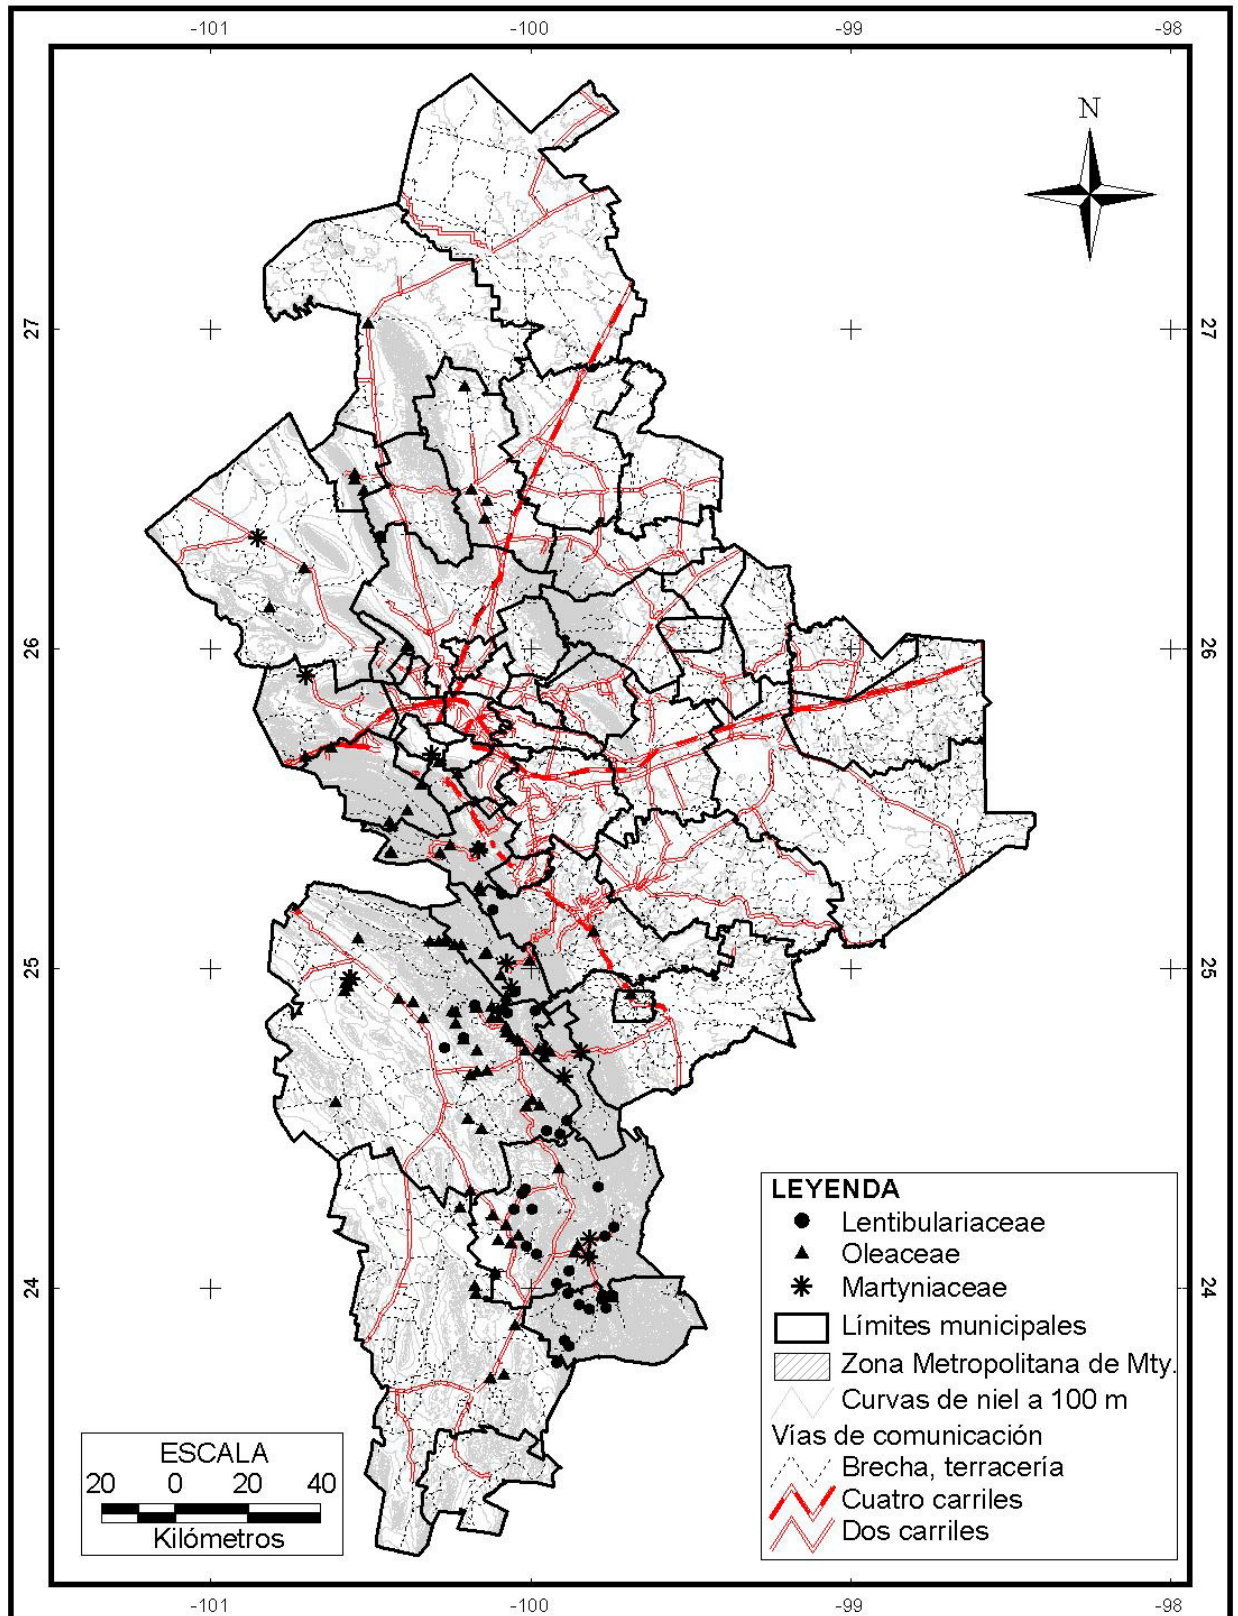 -101 -100 -99 -98
N
27 27
26 26
25 25
24 24
LEYENDA
Lentibulariaceae
Oleaceae
Martyniaceae
Límites municipales
Zona Metropolitana de Mty.
Curvas de niel a 100 m
Vías de comunicación
Brecha, terracería
Cuatro carriles
Dos carriles
ESCALA
20 0 20 40
Kilómetros
-101 -100 -99 -98